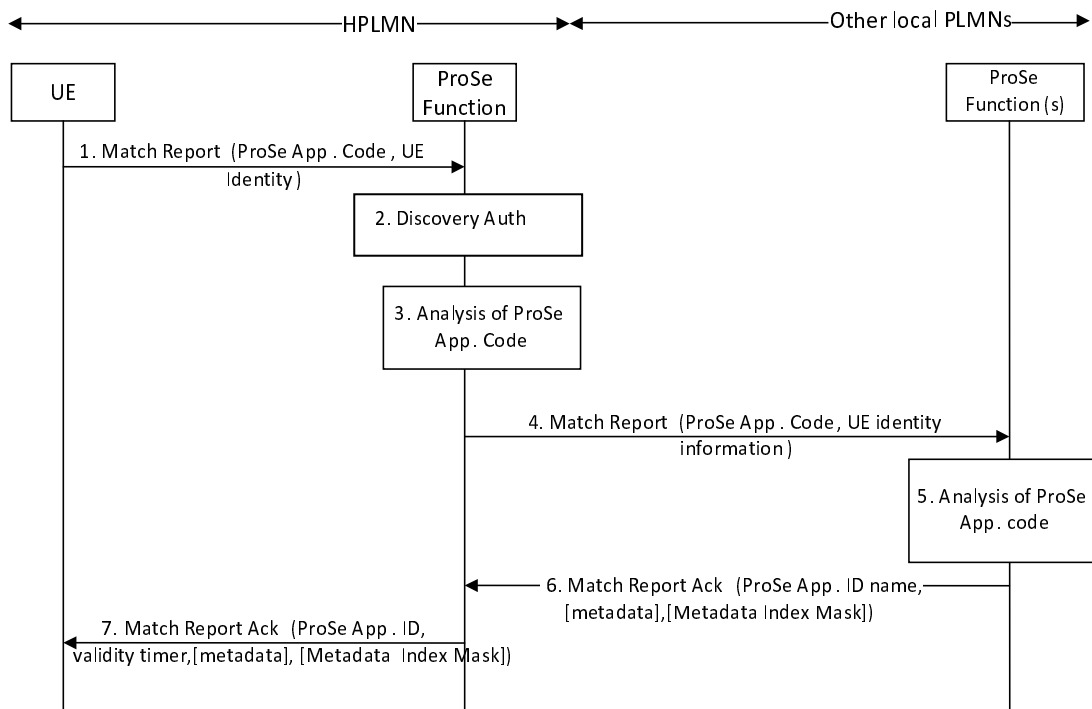 HPLMN
Other local PLMNs
UE
ProSe
Function
ProSe
Function (s)
1. Match Report (ProSe App . Code , UE
Identity )
2. Discovery Auth
3. Analysis of ProSe
App. Code
4. Match Report (ProSe App . Code , UE identity
information )
5. Analysis of ProSe
App . code
6. Match Report Ack (ProSe App . ID name,
[metadata],[Metadata Index Mask])
7. Match Report Ack (ProSe App . ID,
validity timer,[metadata], [Metadata Index Mask])